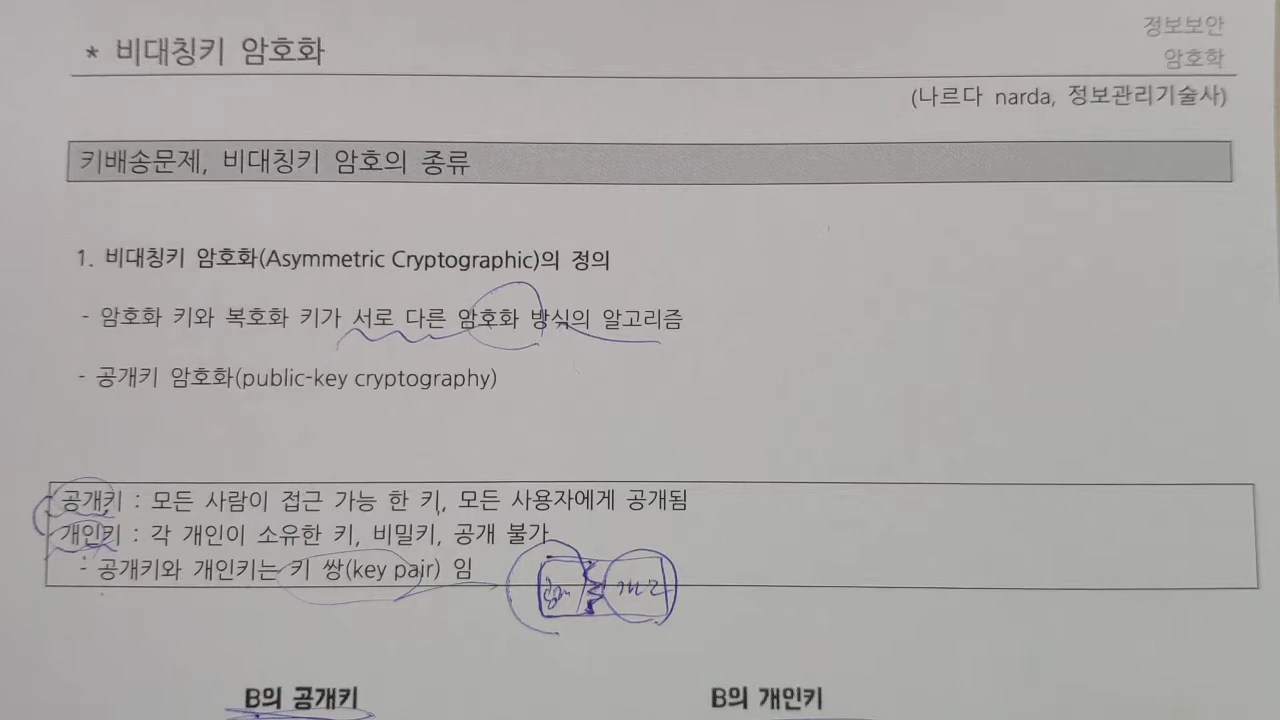 정보보안
* 비대칭키 암호화
암호학
(나르다 narda, 정보관리기술사)
키배송문제, 비대칭키 암호의 종류
1. 비대칭키 암호화(Asymmetric Cryptographic)의 정의
- 암호화 키와 복호화 키가 서로 다른 암호화 방식의 알고리즘
- 공개키 암호화(public-key cryptography)
공개키 : 모든 사람이 접근 가능 한 키, 모든 사용자에게 공개됨
개인키 : 각 개인이 소유한 키, 비밀키, 공개 불가
- 공개키와 개인키는 키 쌍(key pair) 임
B의 공개키
B의 개인키